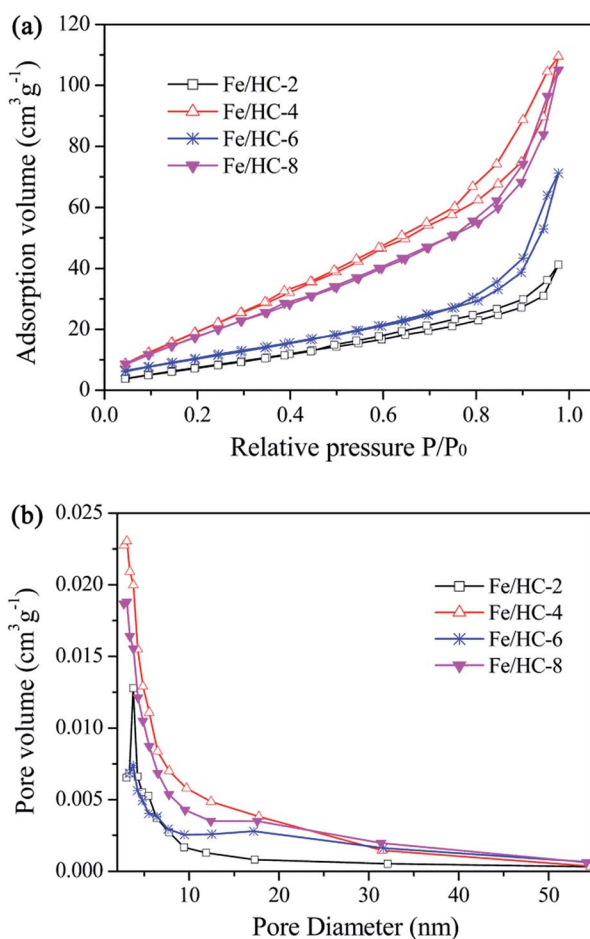 (a)
120
100
80
60
40
20
0
Adsorption volume (cm³g⁻¹)
Fe/HC-2
Fe/HC-4
Fe/HC-6
Fe/HC-8
0.0 0.2 0.4 0.6 0.8 1.0
Relative pressure P/P₀
(b)
0.025
0.020
0.015
0.010
0.005
0.000
Pore volume (cm³g⁻¹)
Fe/HC-2
Fe/HC-4
Fe/HC-6
Fe/HC-8
10 20 30 40 50
Pore Diameter (nm)